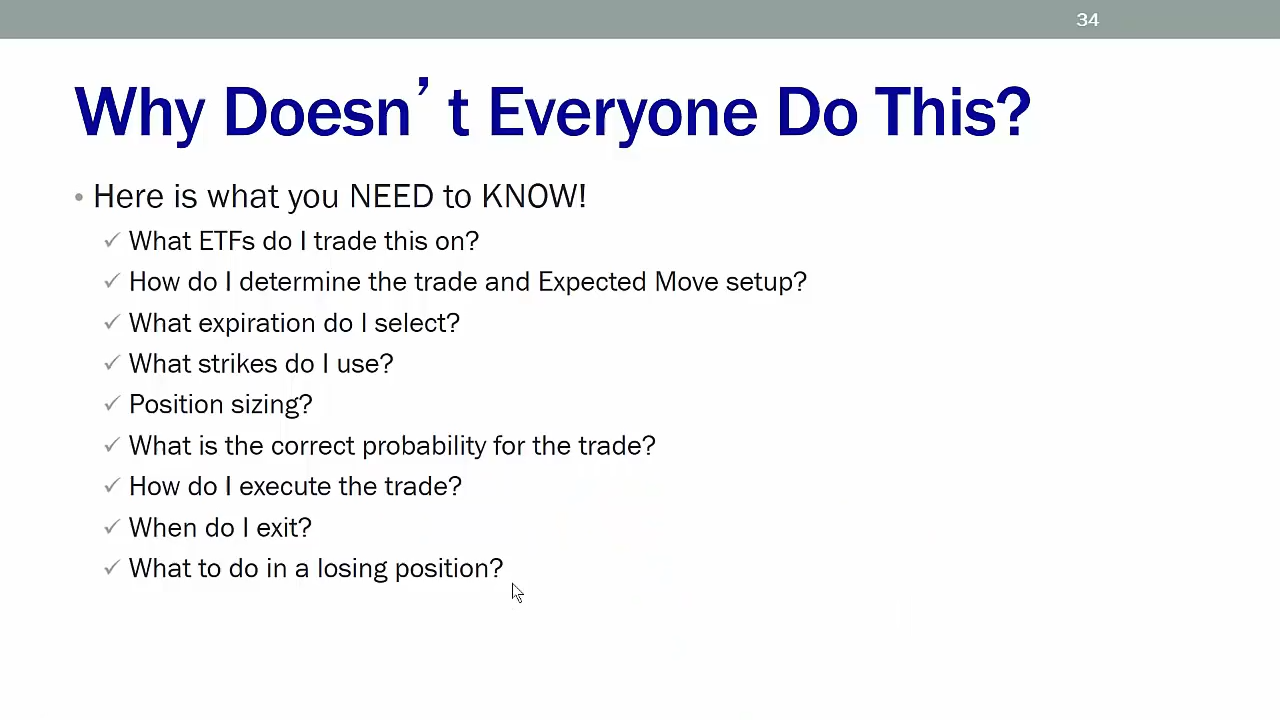 34
Why Doesn’t Everyone Do This?
• Here is what you NEED to KNOW!
✓ What ETFs do I trade this on?
✓ How do I determine the trade and Expected Move setup?
✓ What expiration do I select?
✓ What strikes do I use?
✓ Position sizing?
✓ What is the correct probability for the trade?
✓ How do I execute the trade?
✓ When do I exit?
✓ What to do in a losing position?